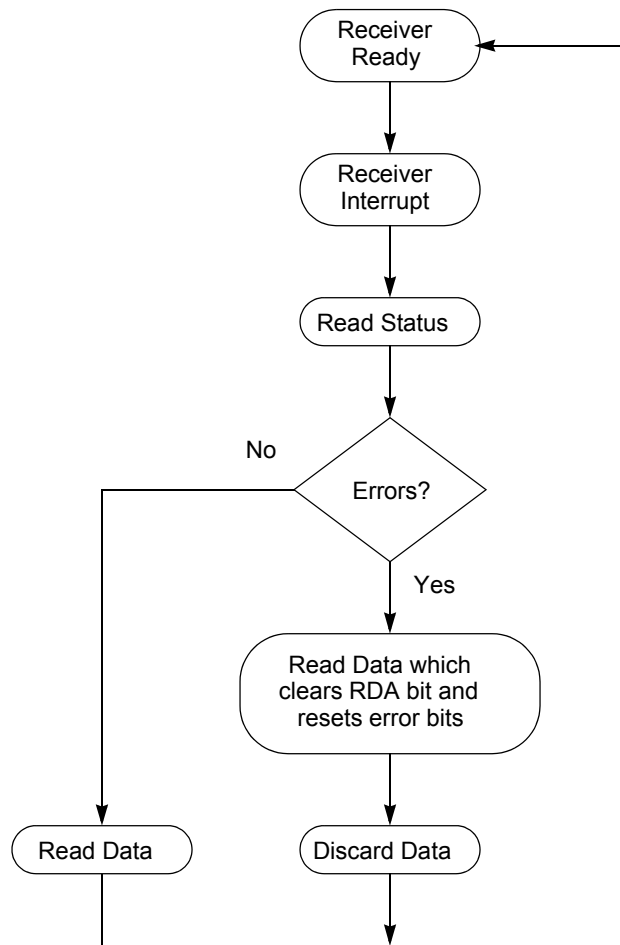 Receiver
Ready
Receiver
Interrupt
Read Status
No
Errors?
Yes
Read Data which
clears RDA bit and
resets error bits
Read Data
Discard Data